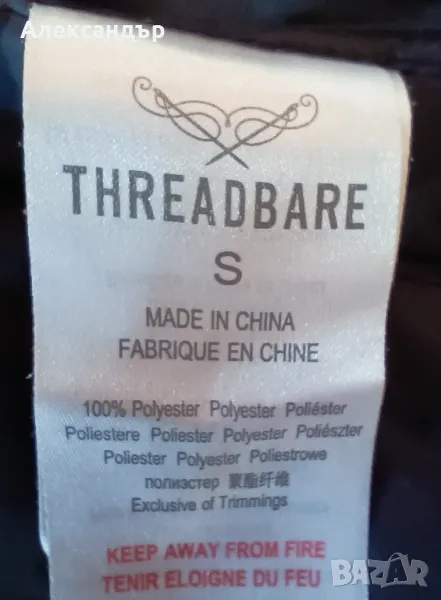 Александър
THREADBARE
S
MADE IN CHINA
FABRIQUE EN CHINE
100% Polyester Polyester Poliéster
Poliestere Poliester Polyester Poliészter
Poliester Polyester Poliestrowe
полиэстер 聚酯纤维
Exclusive of Trimmings
KEEP AWAY FROM FIRE
TENIR ELOIGNE DU FEU
BAZAR